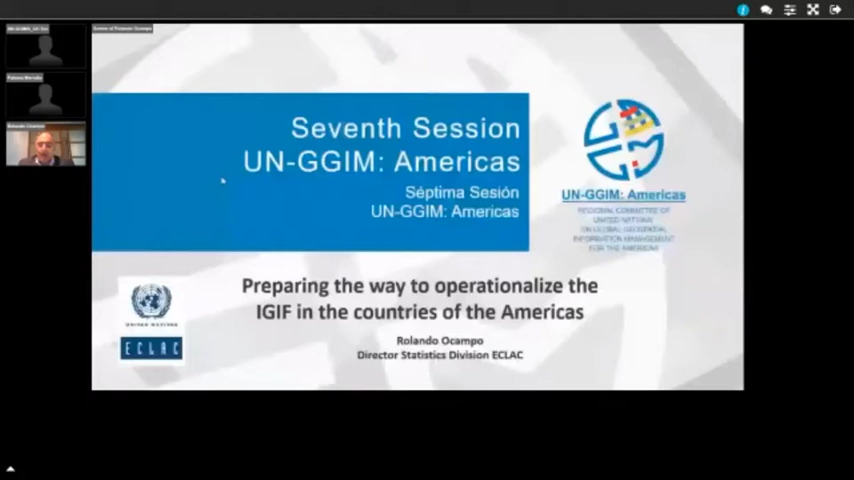 Rolando Ocampo
Seventh Session
UN-GGIM: Americas
Séptima Sesión
UN-GGIM: Americas
UN-GGIM: Americas
REGIONAL COMMITTEE OF
UNITED NATIONS
ON GLOBAL GEOSPATIAL
INFORMATION MANAGEMENT
FOR THE AMERICAS
UNITED NATIONS
ECLAC
Preparing the way to operationalize the
IGIF in the countries of the Americas
Rolando Ocampo
Director Statistics Division ECLAC